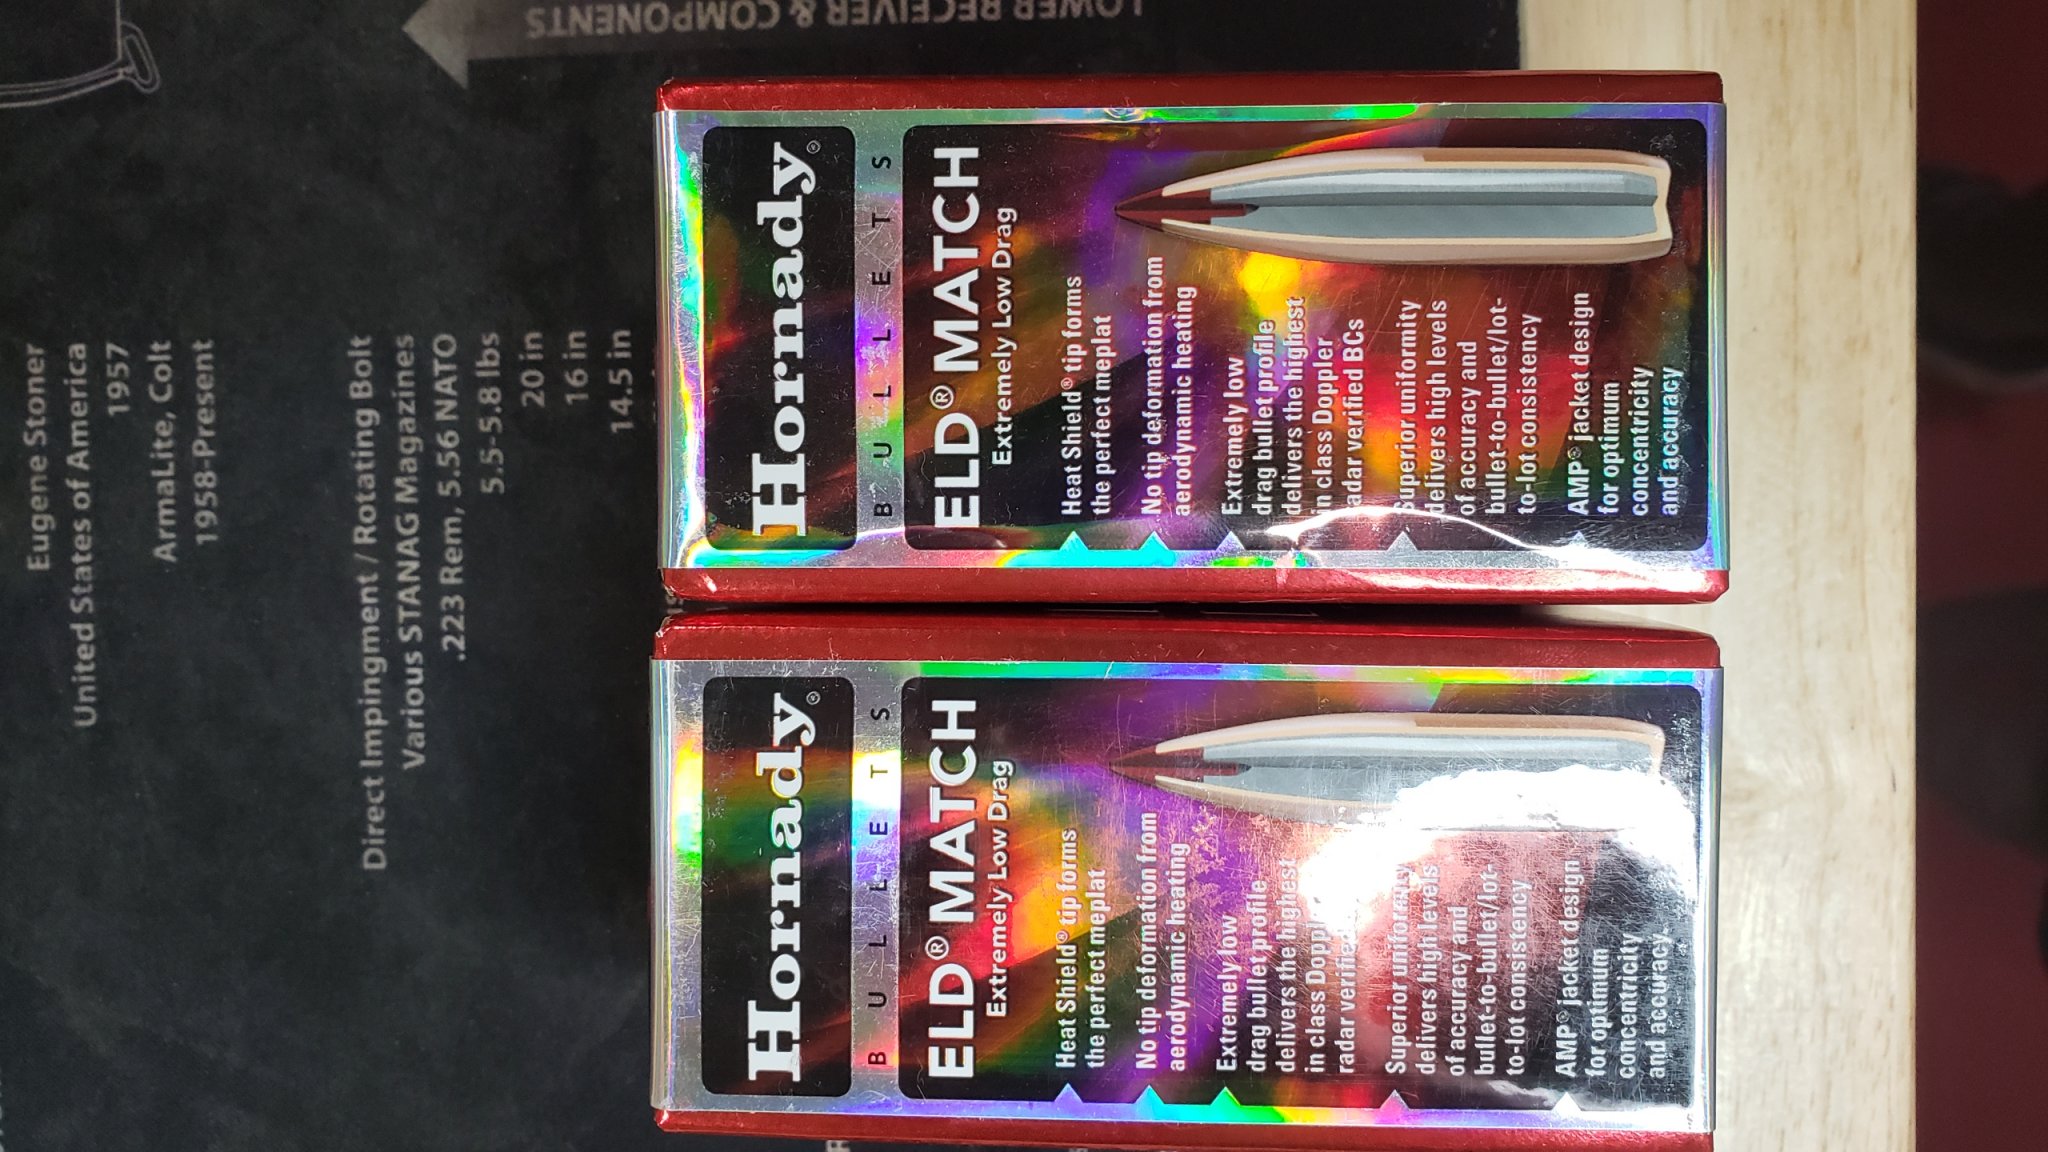 LOWER RECEIVER & COMPONENTS
Eugene Stoner
United States of America
1957
ArmaLite, Colt
1958-Present
Direct Impingment / Rotating Bolt
Various STANAG Magazines
.223 Rem, 5.56 NATO
5.5-5.8 lbs
20 in
16 in
14.5 in
Hornady®
BULLETS
ELD® MATCH
Extremely Low Drag
Heat Shield® tip forms
the perfect meplat
No tip deformation from
aerodynamic heating
Extremely low
drag bullet profile
delivers the highest
in class Doppler
radar verified BCs
Superior uniformity
delivers high levels
of accuracy and
bullet-to-bullet/lot-
to-lot consistency
AMP® jacket design
for optimum
concentricity
and accuracy
Hornady®
BULLETS
ELD® MATCH
Extremely Low Drag
Heat Shield® tip forms
the perfect meplat
No tip deformation from
aerodynamic heating
Extremely low
drag bullet profile
delivers the highest
in class
radar
Superior uniformity
delivers high levels
of accuracy and
bullet-to-bullet/lot-
to-lot consistency
AMP® jacket design
for optimum
concentricity
and accuracy